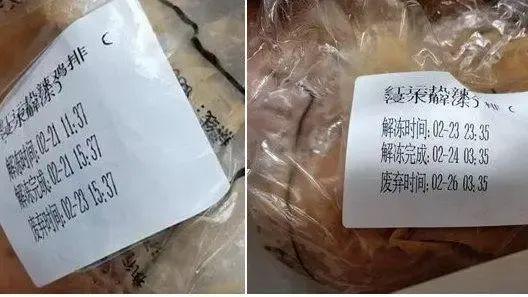 鸡排 C
解冻时间:02-21 11:37
解冻完成:02-21 15:37
废弃时间:02-23 15:37
排 C
解冻时间:02-23 23:35
解冻完成:02-24 03:35
废弃时间:02-26 03:35